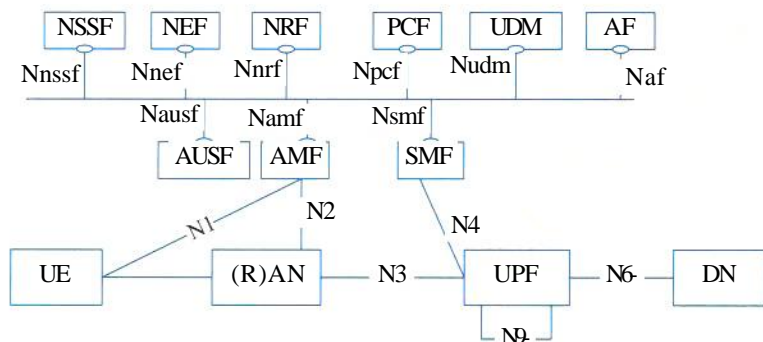 NSSF NEF NRF PCF UDM AF
Nnssf Nnef Nnrf Npcf Nudm Naf
Nausf Namf Nsmf
AUSF AMF SMF
N1 N2 N4
UE (R)AN N3 UPF N6 DN
N9